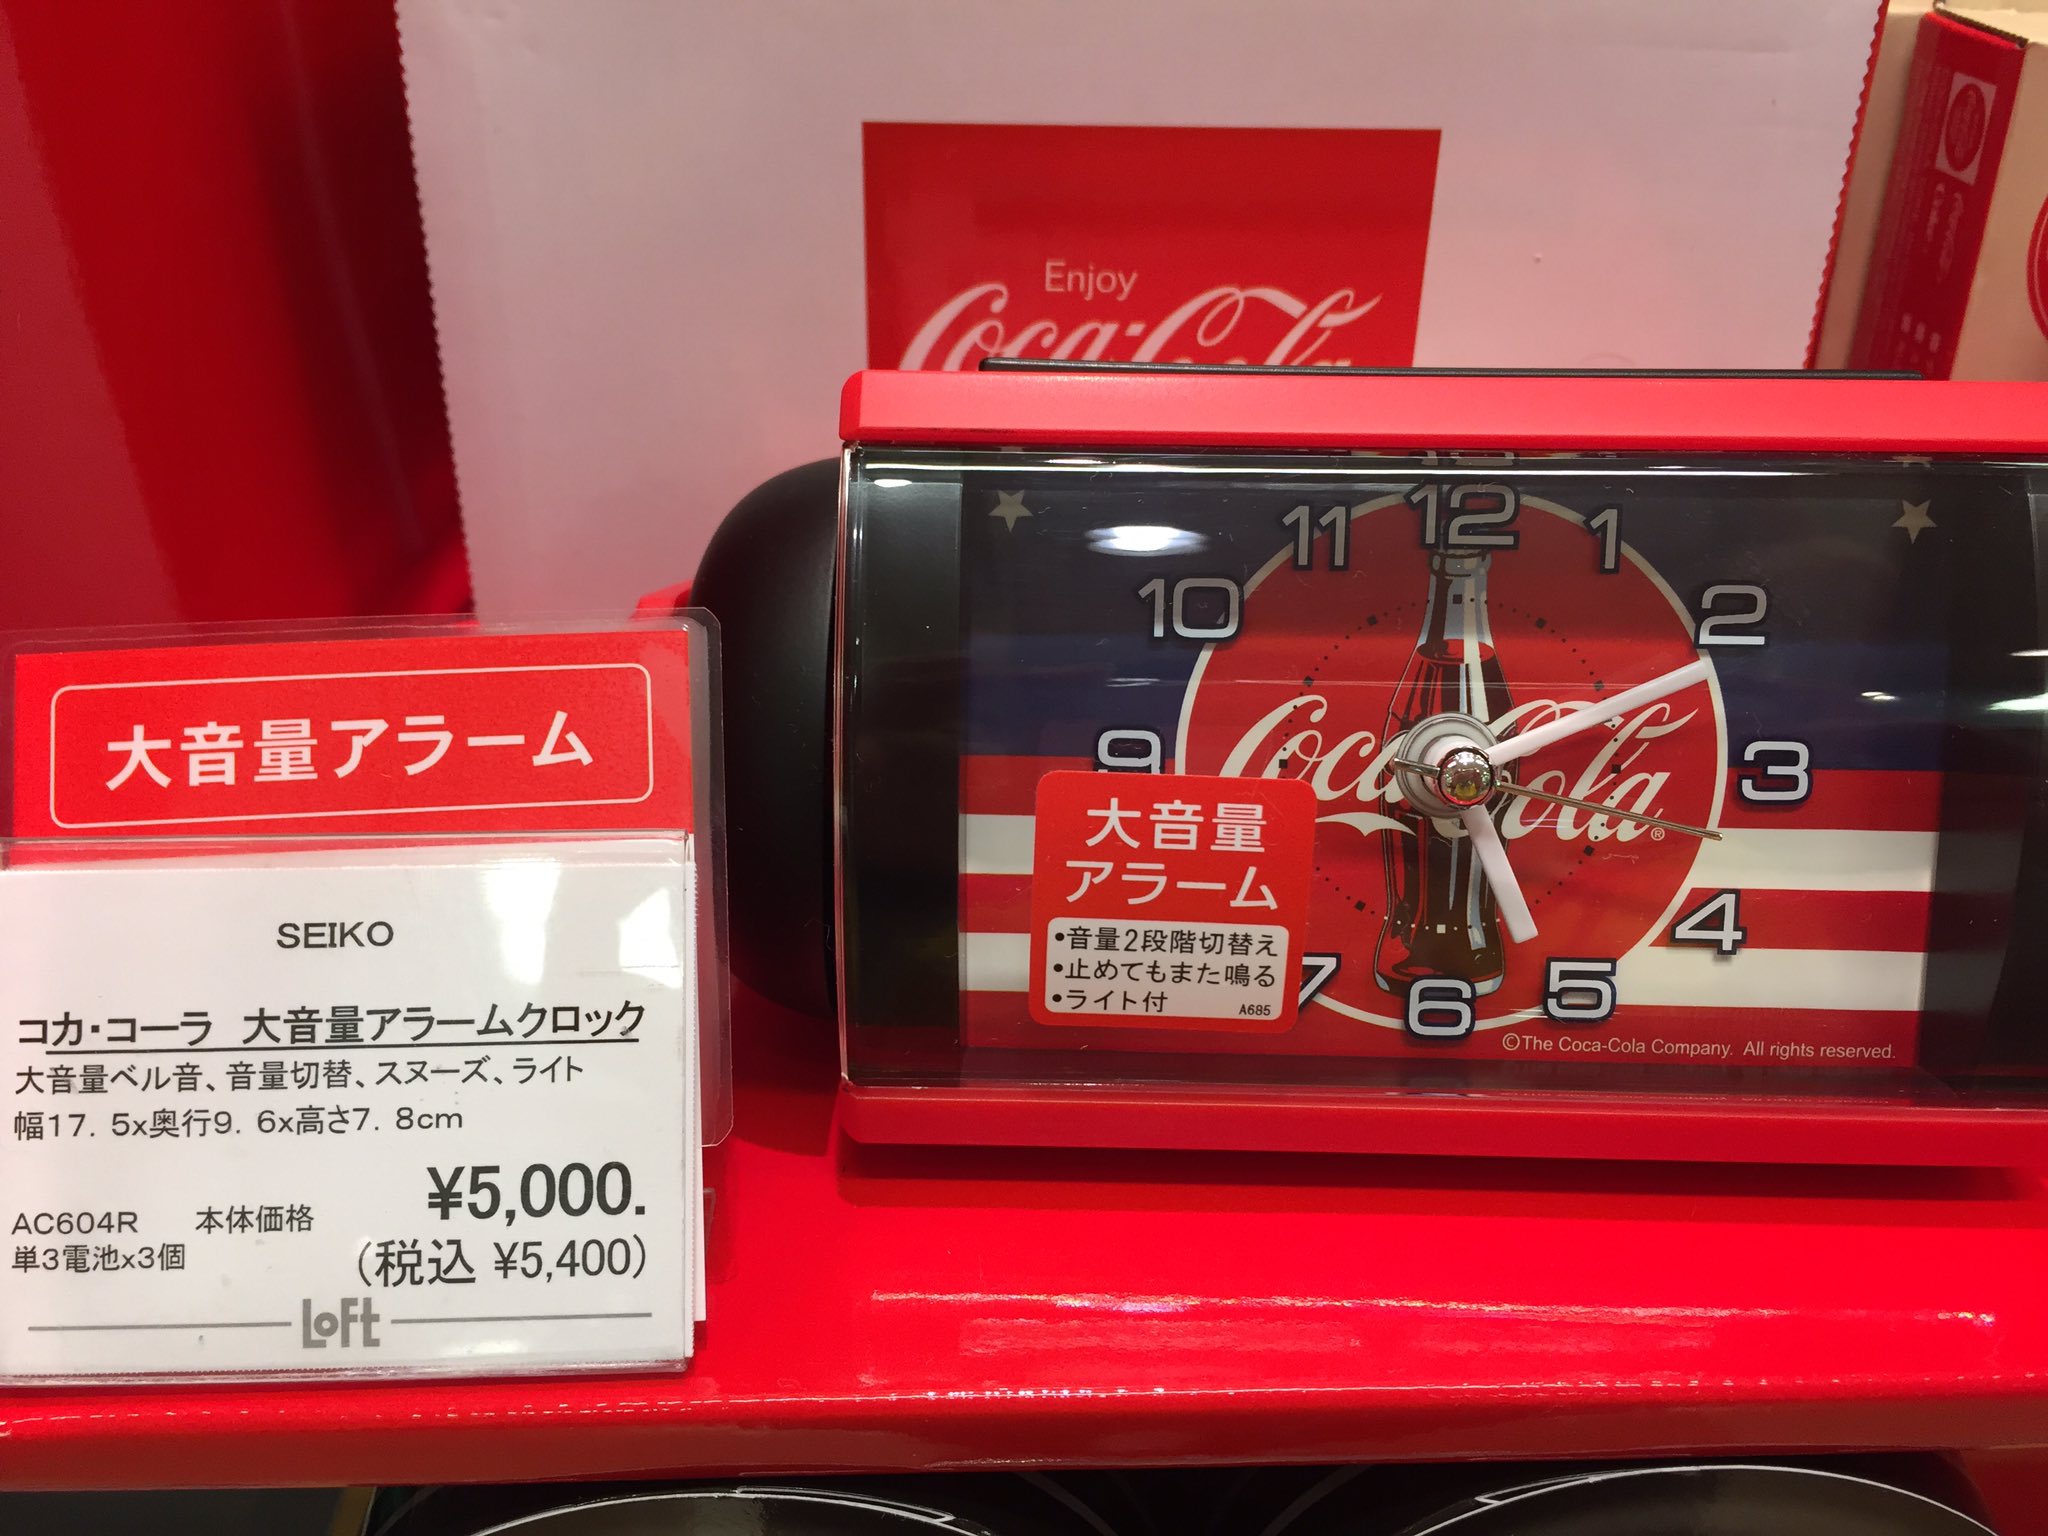 Enjoy
Coca-Cola
大音量アラーム
SEIKO
コカ・コーラ 大音量アラームクロック
大音量ベル音、音量切替、スヌーズ、ライト
幅17.5x奥行9.6x高さ7.8cm
¥5,000.
AC604R 本体価格
単3電池x3個
(税込 ¥5,400)
LoFt
12
11 1
10 2
9 3
4
7 5
6
Coca-Cola®
大音量
アラーム
•音量2段階切替え
•止めてもまた鳴る
•ライト付 A685
©The Coca-Cola Company. All rights reserved.